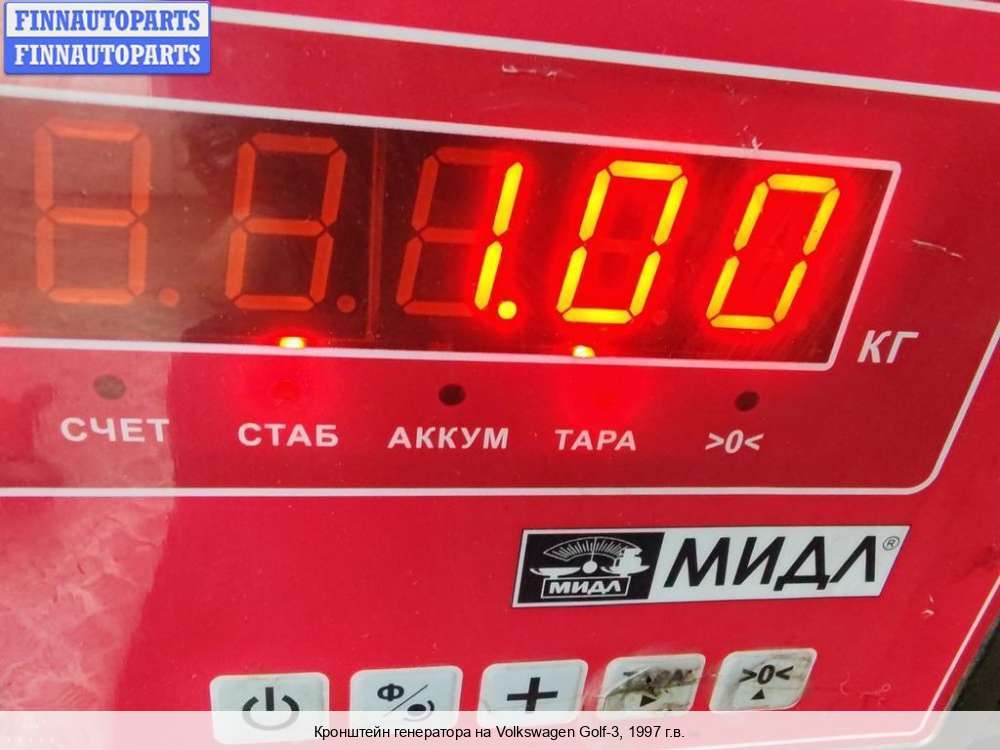 FINNAUTOPARTS
FINNAUTOPARTS
1.00
КГ
СЧЕТ СТАБ АККУМ ТАРА >0<
МИДЛ МИДЛ®
Ф +
>0<
Кронштейн генератора на Volkswagen Golf-3, 1997 г.в.